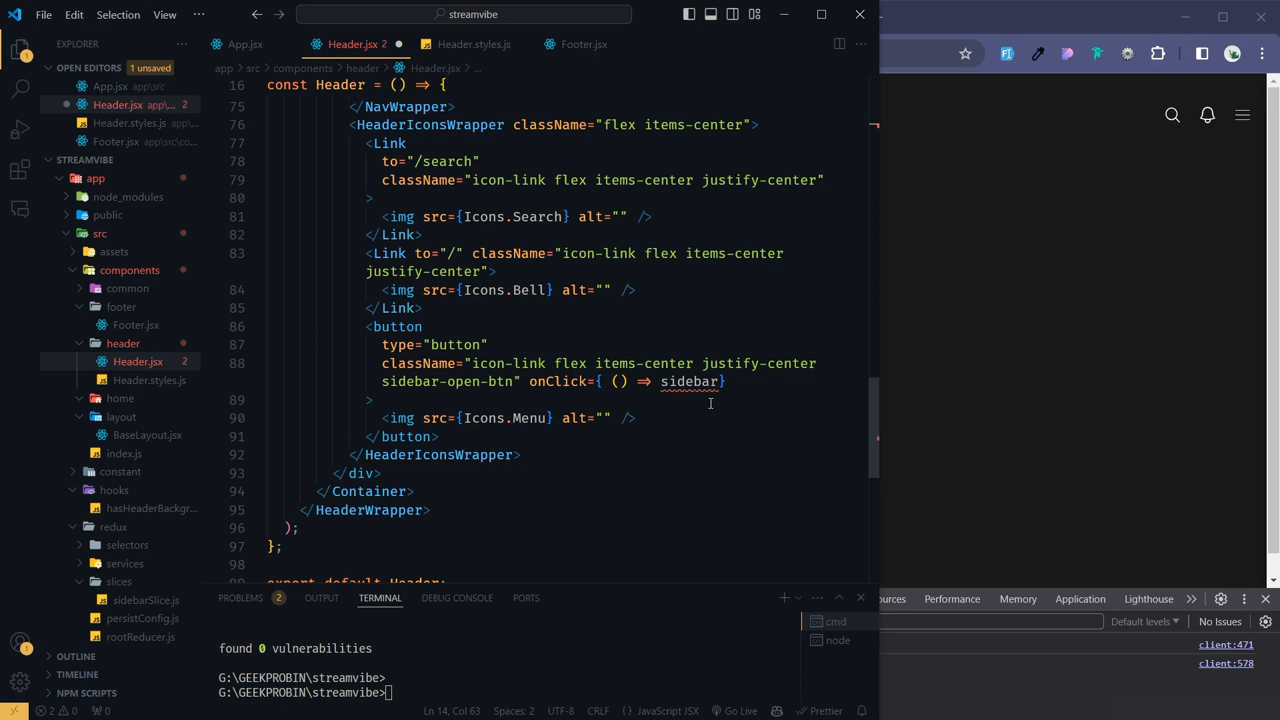 File Edit Selection View ··· streamvibe
EXPLORER ···
App.jsx Header.jsx 2 Header.styles.js Footer.jsx
OPEN EDITORS 1 unsaved
app > src > components > header > Header.jsx > ...
App.jsx app\src
Header.jsx app\... 2
Header.styles.js app\...
Footer.jsx app\src\co...
STREAMVIBE
app
node_modules
public
src
assets
components
common
footer
Footer.jsx
header
Header.jsx 2
Header.styles.js
home
layout
BaseLayout.jsx
index.js
constant
hooks
hasHeaderBackgr...
redux
selectors
services
slices
sidebarSlice.js
persistConfig.js
rootReducer.js
OUTLINE
TIMELINE
NPM SCRIPTS
16 const Header = () => {
75 </NavWrapper>
76 <HeaderIconsWrapper className="flex items-center">
77 <Link
78 to="/search"
79 className="icon-link flex items-center justify-center"
80 >
81 <img src={Icons.Search} alt="" />
82 </Link>
83 <Link to="/" className="icon-link flex items-center
justify-center">
84 <img src={Icons.Bell} alt="" />
85 </Link>
86 <button
87 type="button"
88 className="icon-link flex items-center justify-center
sidebar-open-btn" onClick={ () => sidebar}
89 >
90 <img src={Icons.Menu} alt="" />
91 </button>
92 </HeaderIconsWrapper>
93 </div>
94 </Container>
95 </HeaderWrapper>
96 );
97 };
98
99 export default Header;
PROBLEMS 2 OUTPUT TERMINAL DEBUG CONSOLE PORTS
found 0 vulnerabilities
G:\GEEKPROBIN\streamvibe>
G:\GEEKPROBIN\streamvibe>
cmd
node
2 0 0 Ln 14, Col 63 Spaces: 2 UTF-8 CRLF {} JavaScript JSX Go Live Prettier
ources Performance Memory Application Lighthouse
Default levels No Issues
client:471
client:578